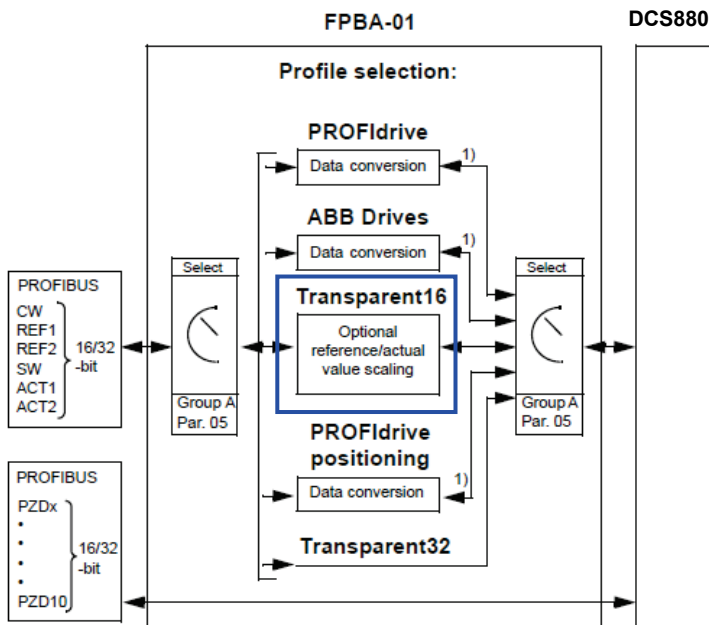 FPBA-01
DCS880
Profile selection:
PROFIdrive
Data conversion
1)
ABB Drives
Data conversion
1)
Select
Group A
Par. 05
Transparent16
Optional
reference/actual
value scaling
Select
Group A
Par. 05
PROFIBUS
CW
REF1
REF2
SW
ACT1
ACT2
16/32
-bit
PROFIdrive
positioning
Data conversion
1)
Transparent32
PROFIBUS
PZDx
•
•
•
•
PZD10
16/32
-bit